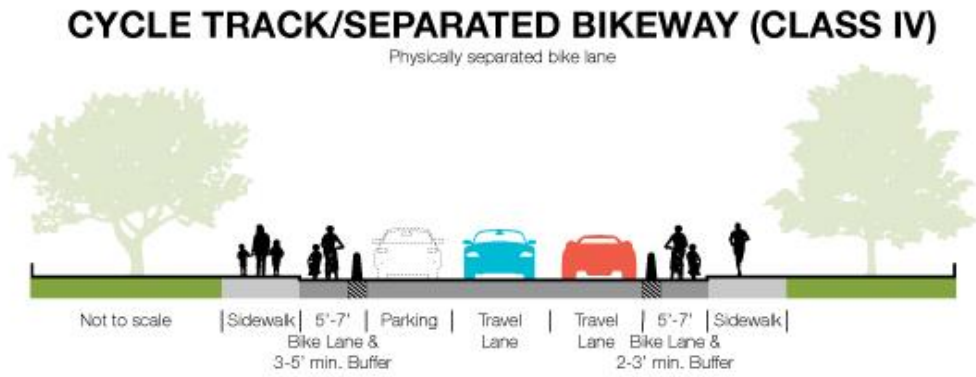 CYCLE TRACK/SEPARATED BIKEWAY (CLASS IV)
Physically separated bike lane
Not to scale
Sidewalk
5'-7'
Bike Lane &
3-5' min. Buffer
Parking
Travel
Lane
Travel
Lane
5'-7'
Bike Lane &
2-3' min. Buffer
Sidewalk